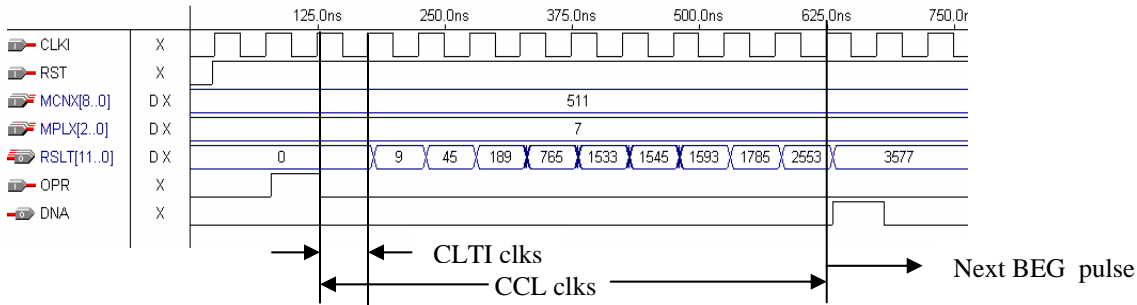 125.0ns 250.0ns 375.0ns 500.0ns 625.0ns 750.0r
CLKI X
RST X
MCNX[8..0] D X 511
MPLX[2..0] D X 7
RSLT[11..0] D X 0 9 45 189 765 1533 1545 1593 1785 2553 3577
OPR X
DNA X
CLTI clks
CCL clks
Next BEG pulse